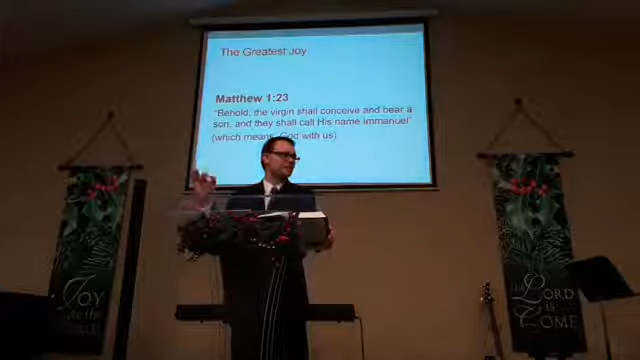 The Greatest Joy
Matthew 1:23
"Behold, the virgin shall conceive and bear a
son, and they shall call His name Immanuel"
(which means, God with us)
JOY
to the
LORD
is
COME